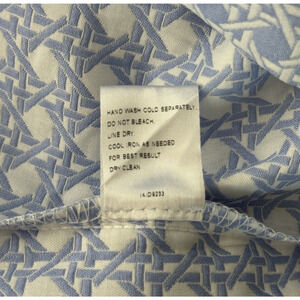 HAND WASH COLD SEPARATELY.
DO NOT BLEACH.
LINE DRY
COOL IRON AS NEEDED
FOR BEST RESULT
DRY CLEAN